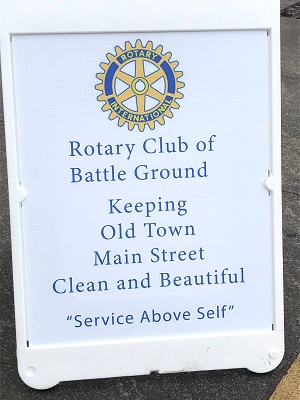 ROTARY
INTERNATIONAL
Rotary Club of
Battle Ground
Keeping
Old Town
Main Street
Clean and Beautiful
"Service Above Self"